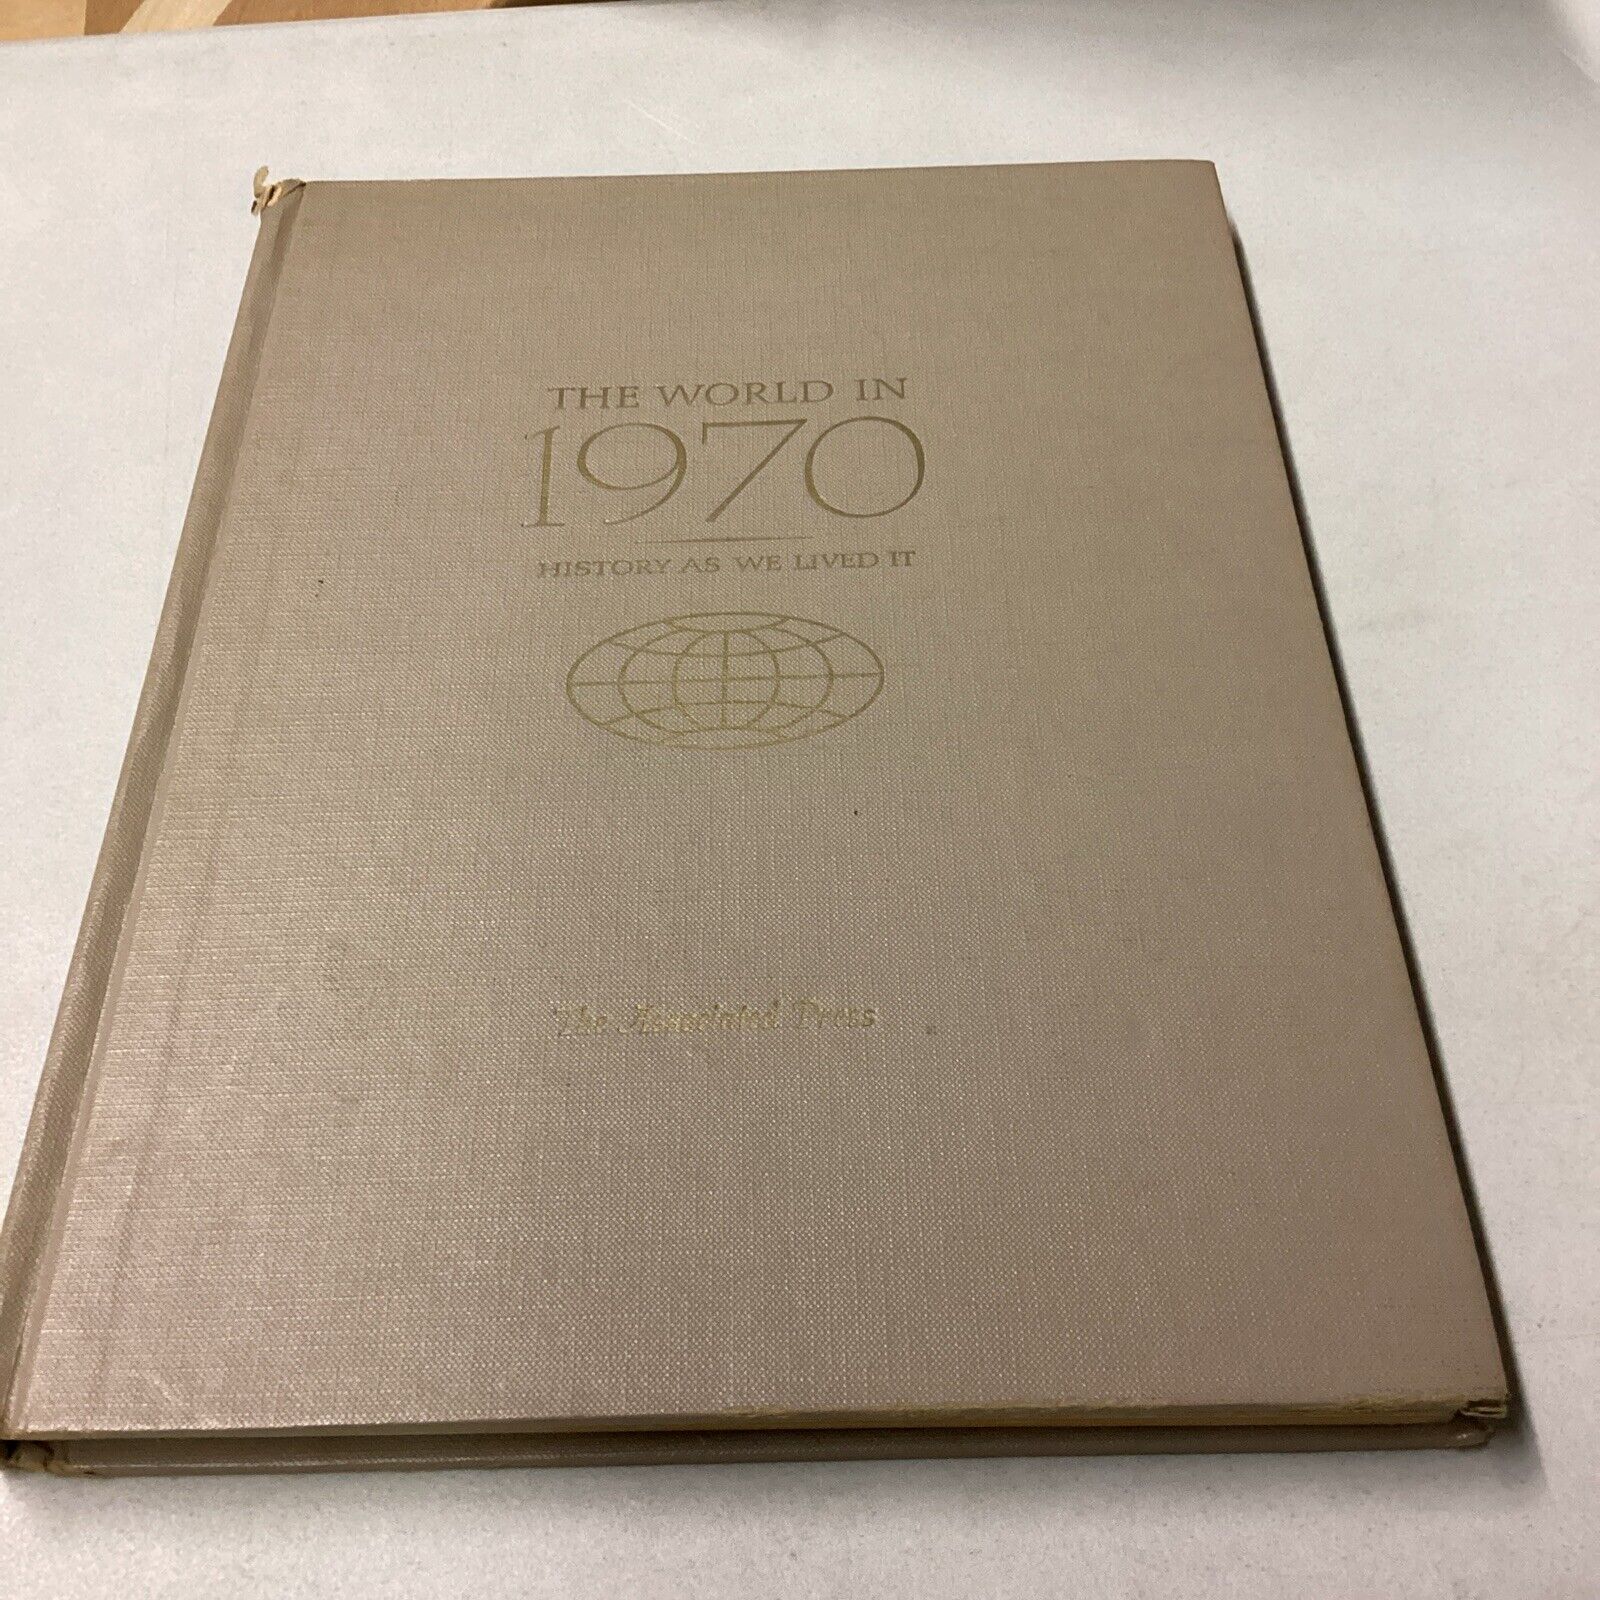 THE WORLD IN
1970
HISTORY AS WE LIVED IT
The Associated Press